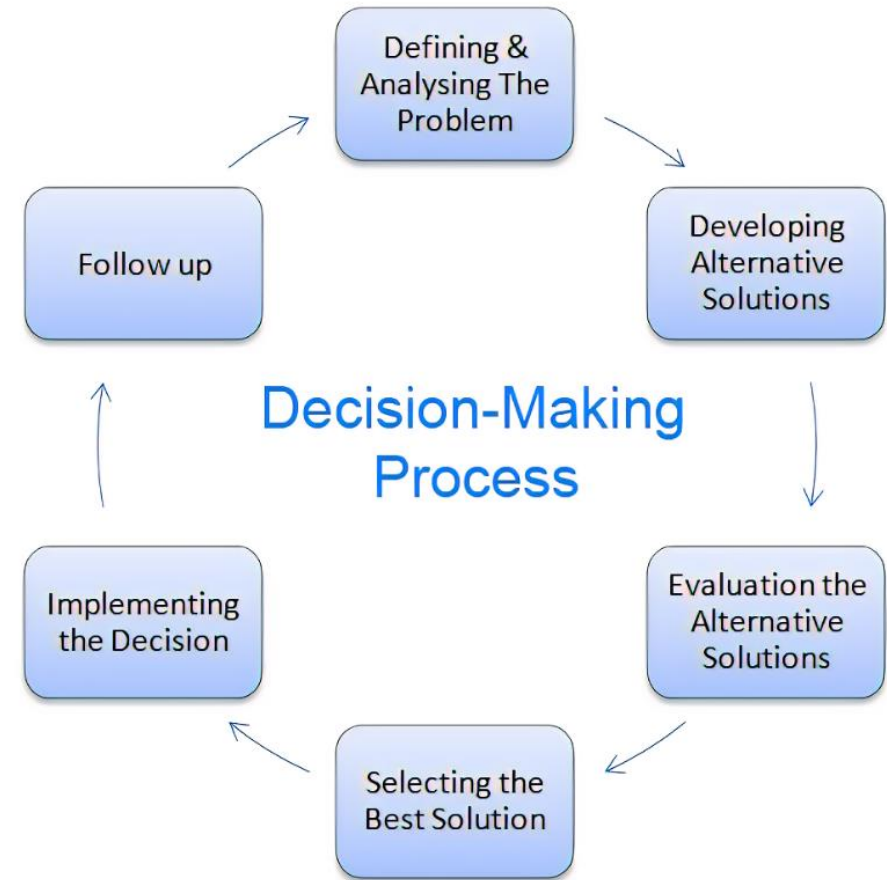 Defining &
Analysing The
Problem
Developing
Alternative
Solutions
Follow up
Decision-Making
Process
Evaluation the
Alternative
Solutions
Implementing
the Decision
Selecting the
Best Solution